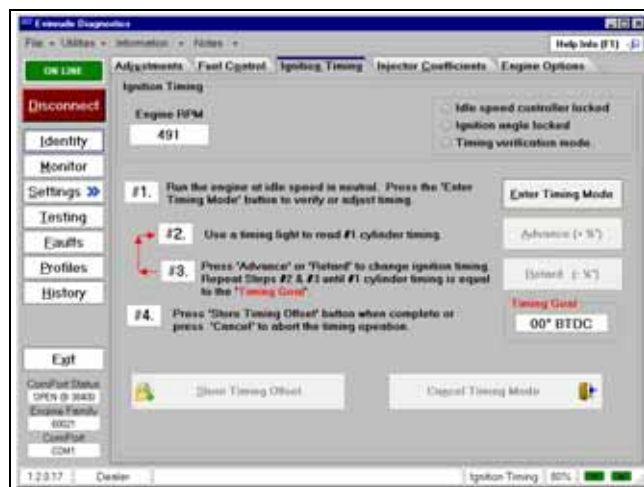 Evinrude Diagnostics
File Utilities Information Notes Help Info (F1)
ON LINE
Adjustments Fuel Control Ignition Timing Injector Coefficients Engine Options
Disconnect
Identity
Monitor
Settings
Testing
Faults
Profiles
History
Exit
ComPort Status
Engine Family
ComPort
COM1
Ignition Timing
Engine RPM
491
Idle speed controller locked
Ignition angle locked
Timing verification mode
#1. Run the engine at idle speed in neutral. Press the 'Enter
Timing Mode' button to verify or adjust timing.
Enter Timing Mode
#2. Use a timing light to read #1 cylinder timing.
#3. Press 'Advance' or 'Retard' to change ignition timing.
Repeat Steps #2 & #3 until #1 cylinder timing is equal
to the 'Timing Goal'.
#4. Press 'Store Timing Offset' button when complete or
press 'Cancel' to abort the timing operation.
Timing Goal
00° BTDC
Store Timing Offset
Cancel Timing Mode
1.2.0.17 Dealer Ignition Timing 80%